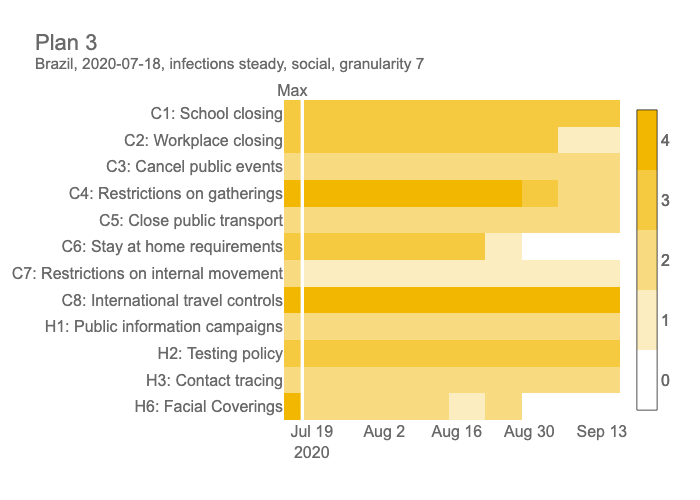 Plan 3
Brazil, 2020-07-18, infections steady, social, granularity 7
Max
C1: School closing
C2: Workplace closing
C3: Cancel public events
C4: Restrictions on gatherings
C5: Close public transport
C6: Stay at home requirements
C7: Restrictions on internal movement
C8: International travel controls
H1: Public information campaigns
H2: Testing policy
H3: Contact tracing
H6: Facial Coverings
Jul 19 Aug 2 Aug 16 Aug 30 Sep 13
2020
4
3
2
1
0